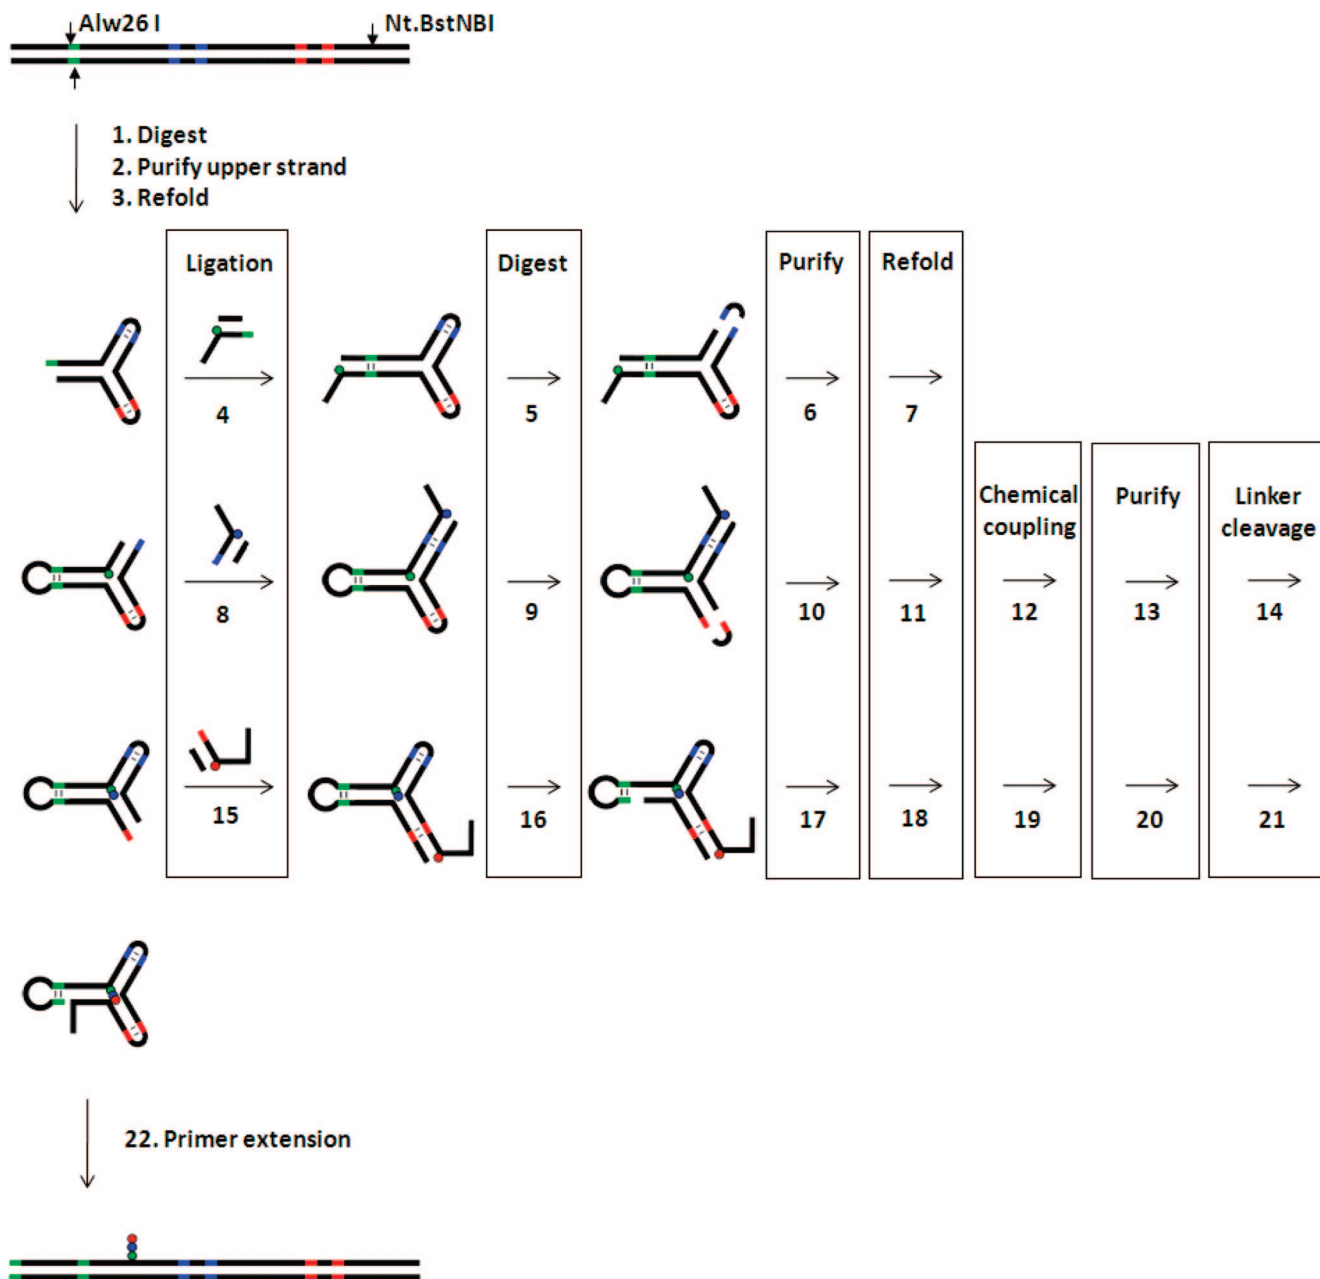 Alw26 I
Nt.BstNBI
1. Digest
2. Purify upper strand
3. Refold
Ligation
Digest
Purify
Refold
4
5
6
7
Chemical
coupling
Purify
Linker
cleavage
8
9
10
11
12
13
14
15
16
17
18
19
20
21
22. Primer extension